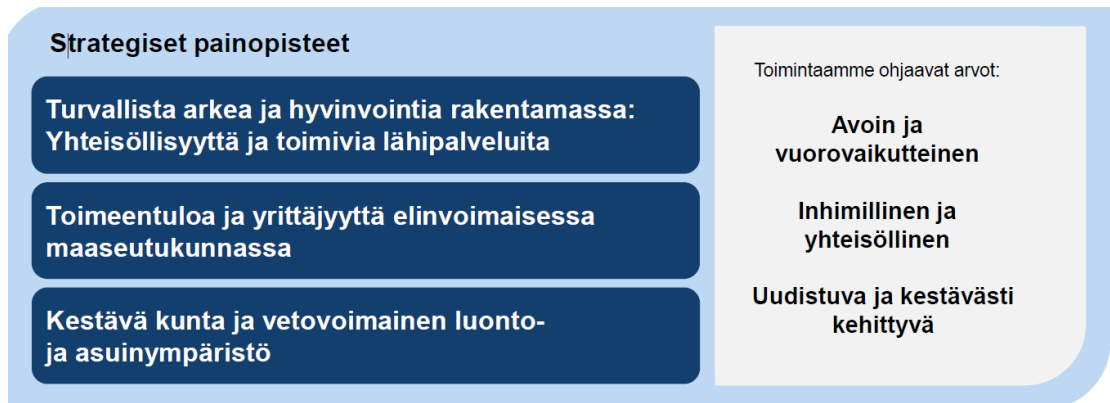 Strategiset painopisteet
Turvallista arkea ja hyvinvointia rakentamassa:
Yhteisöllisyyttä ja toimivia lähipalveluita
Toimeentuloa ja yrittäjyyttä elinvoimaisessa
maaseutukunnassa
Kestävä kunta ja vetovoimainen luonto-
ja asuinympäristö
Toimintaamme ohjaavat arvot:
Avoin ja
vuorovaikutteinen
Inhimillinen ja
yhteisöllinen
Uudistuva ja kestävästi
kehittyvä